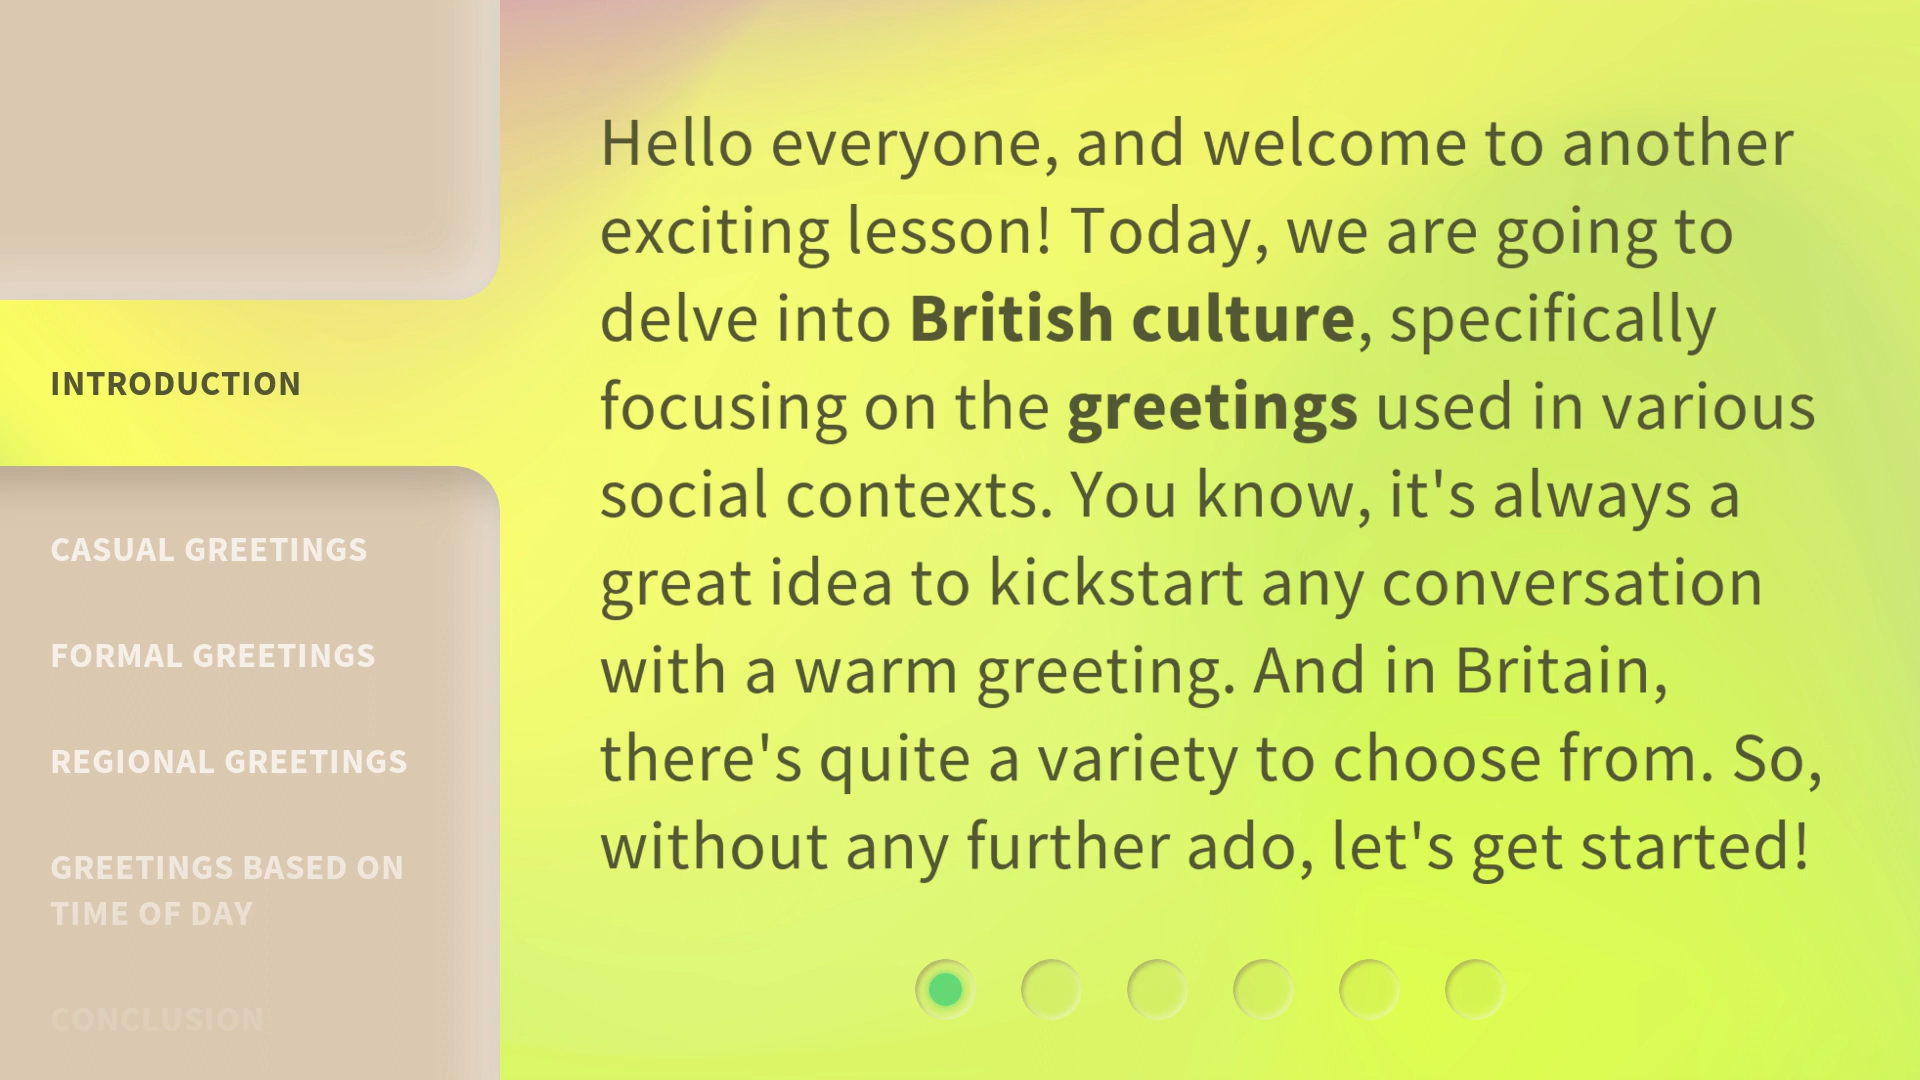 INTRODUCTION
CASUAL GREETINGS
FORMAL GREETINGS
REGIONAL GREETINGS
GREETINGS BASED ON
TIME OF DAY
CONCLUSION
Hello everyone, and welcome to another
exciting lesson! Today, we are going to
delve into British culture, specifically
focusing on the greetings used in various
social contexts. You know, it's always a
great idea to kickstart any conversation
with a warm greeting. And in Britain,
there's quite a variety to choose from. So,
without any further ado, let's get started!